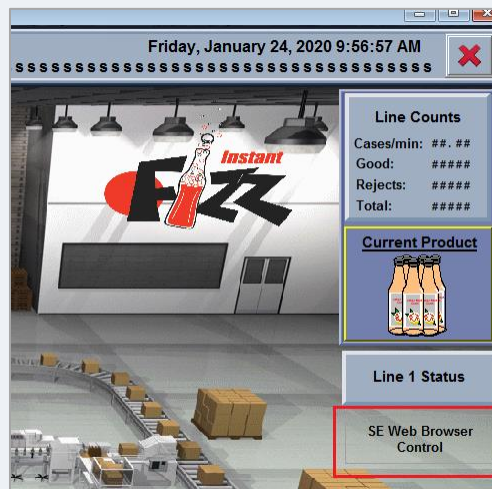 Friday, January 24, 2020 9:56:57 AM
s s s s s s s s s s s s s s s s s s s s s s s s s s s s s s s s s s s s s s
Instant
Fizz
Line Counts
Cases/min: ##. ##
Good: #####
Rejects: #####
Total: #####
Current Product
Line 1 Status
SE Web Browser
Control